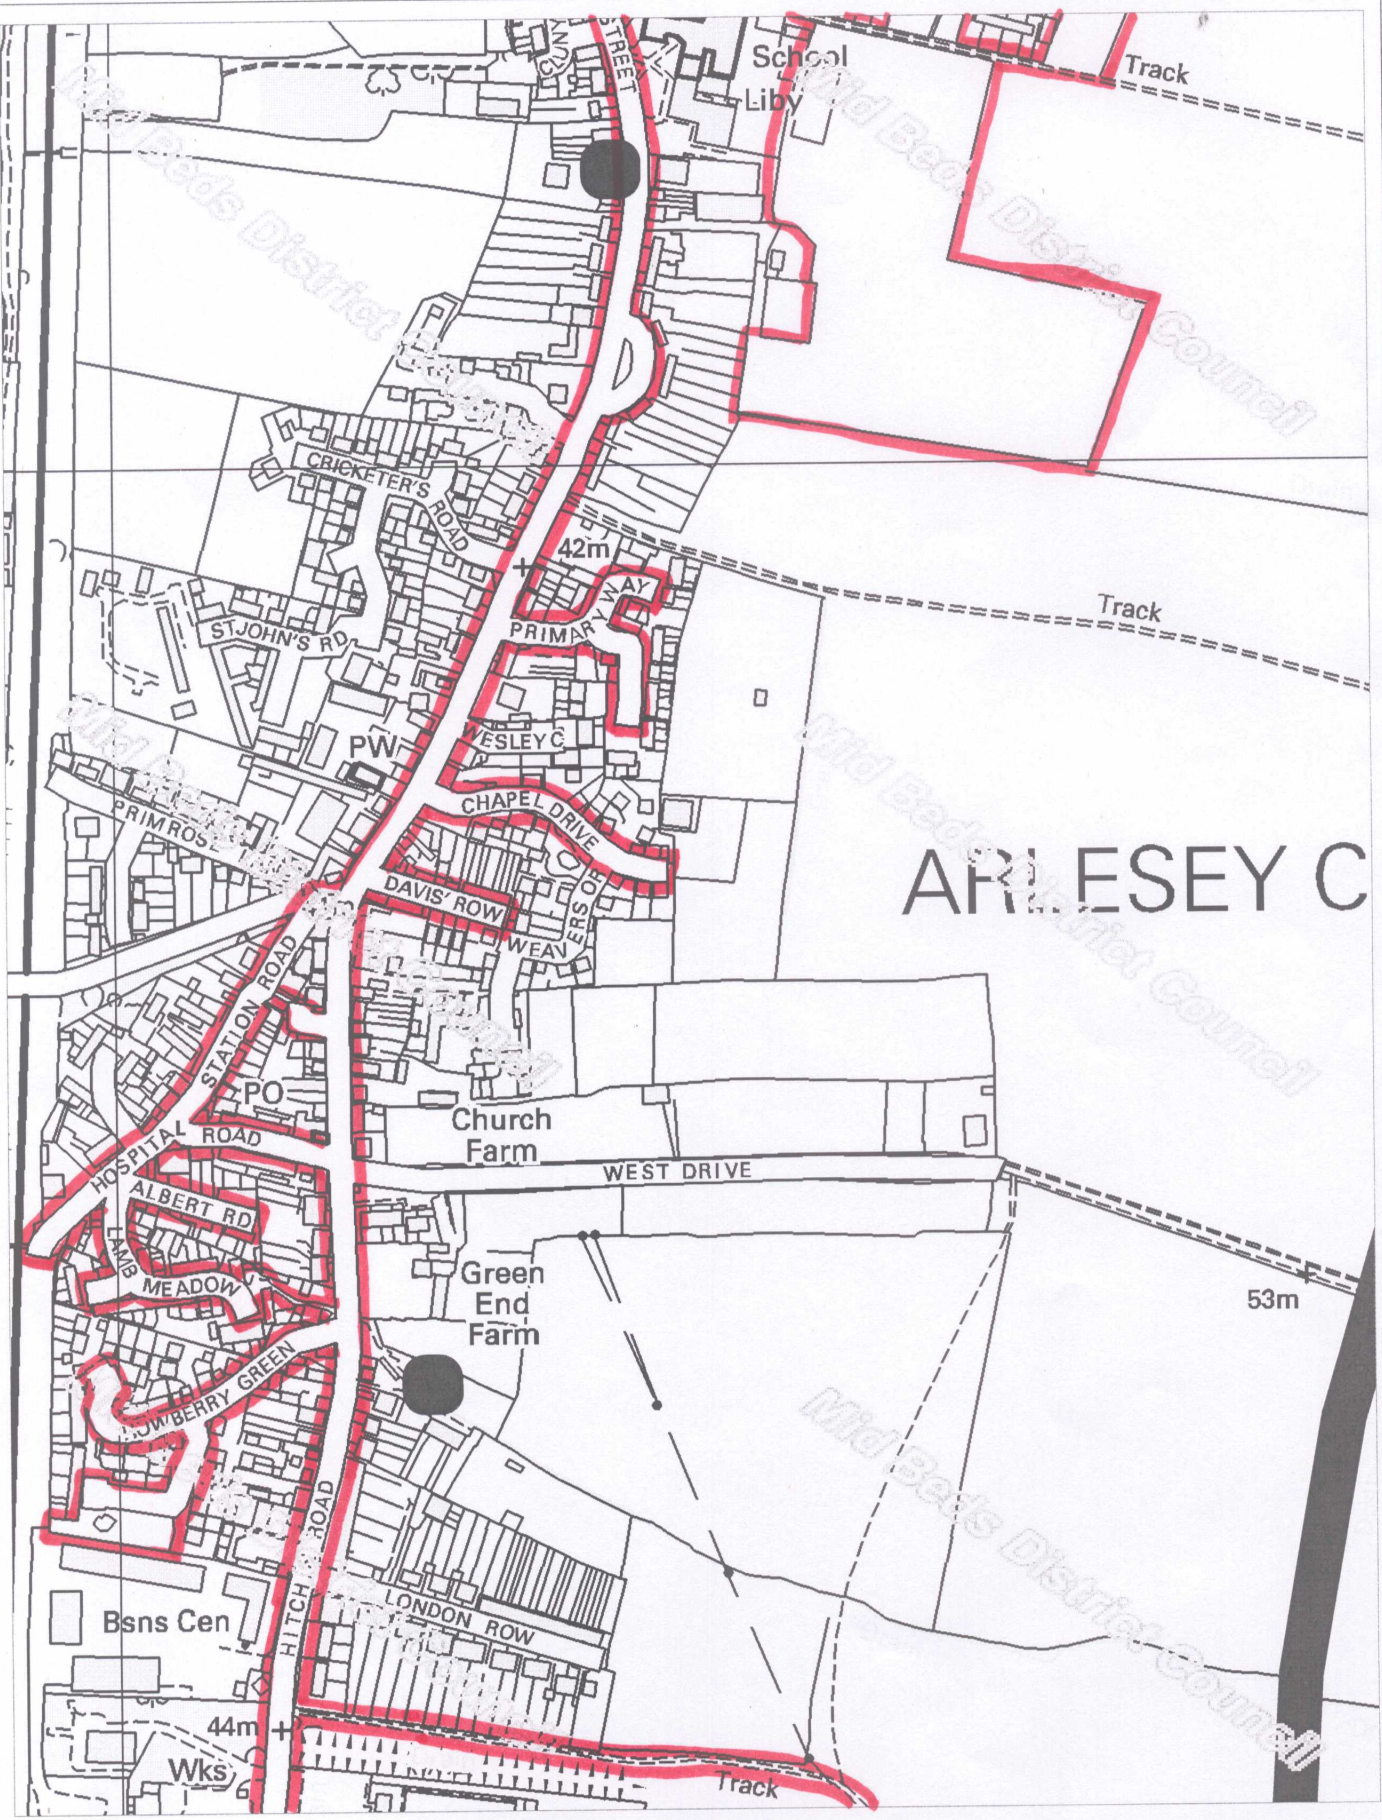 STREET
School
Liby
Track
Mid Beds District Council
Mid Beds District Council
CRICKETER'S
ROAD
Drain
42m
PRIMARY WAY
Track
ST JOHN'S RD
WESLEY C
PW
CHAPEL DRIVE
PRIMROSE
Mid Beds District Council
ARLESEY C
DAVIS' ROW
WEAVERS OR
Mid Beds District Council
STATION ROAD
PO
Church
Farm
HOSPITAL ROAD
WEST DRIVE
ALBERT RD
LAMB
MEADOW
Green
End
Farm
53m
BERRY GREEN
Mid Beds District Council
HITCH
ROAD
LONDON ROW
Bsns Cen
44m
Wks
Track